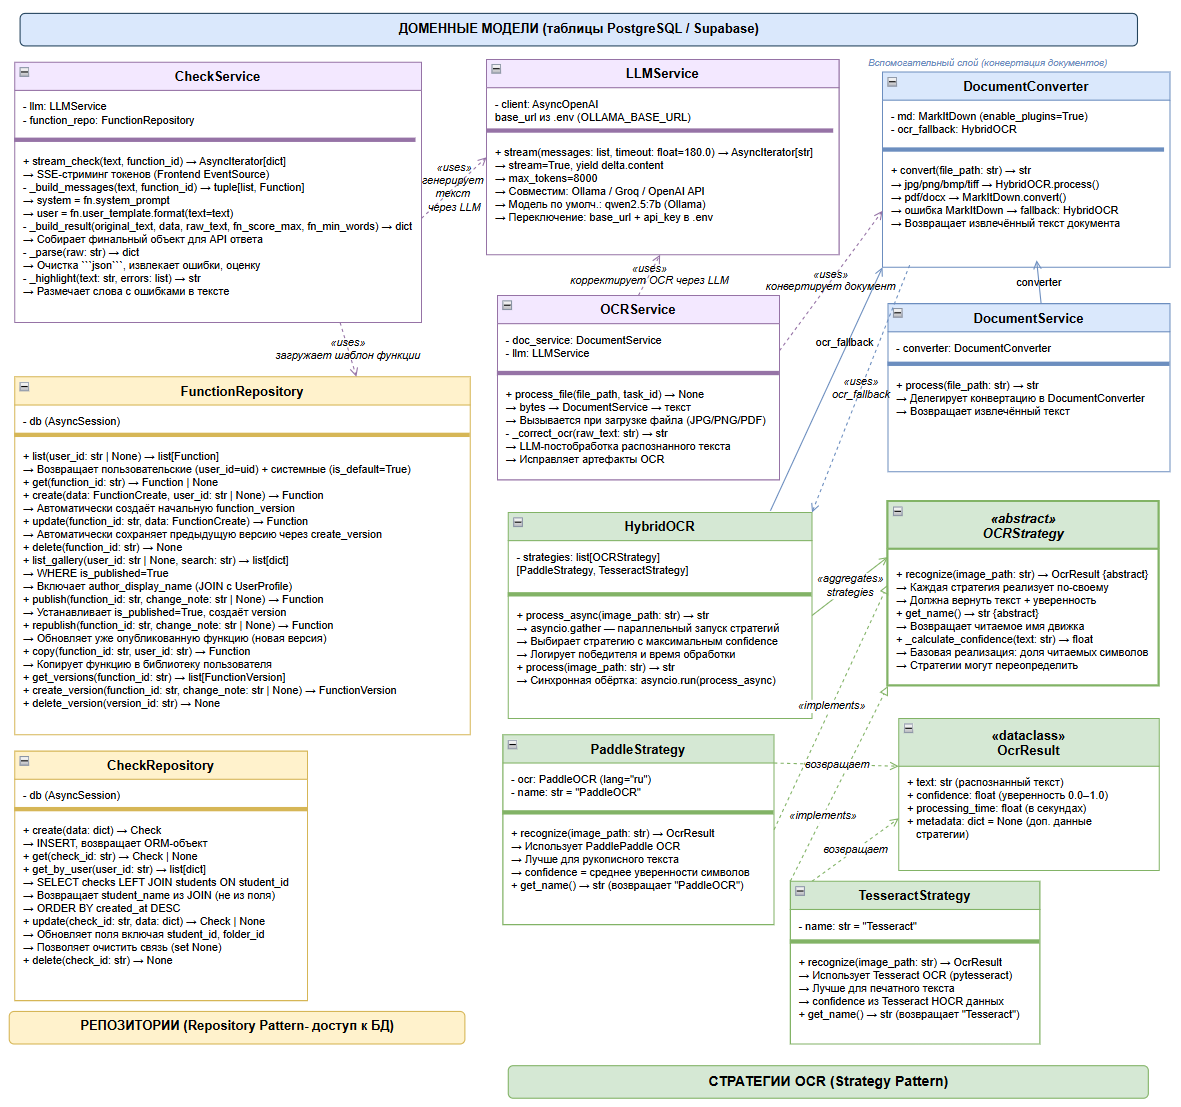 ДОМЕННЫЕ МОДЕЛИ (таблицы PostgreSQL / Supabase)
CheckService
- llm: LLMService
- function_repo: FunctionRepository
+ stream_check(text, function_id) → AsyncIterator[dict]
→ SSE-стриминг токенов (Frontend EventSource)
- _build_messages(text, function_id) → tuple[list, Function]
→ system = fn.system_prompt
→ user = fn.user_template.format(text=text)
- _build_result(original_text, data, raw_text, fn_score_max, fn_min_words) → dict
→ Собирает финальный объект для API ответа
- _parse(raw: str) → dict
→ Очистка ```json```, извлекает ошибки, оценку
- _highlight(text: str, errors: list) → str
→ Размечает слова с ошибками в тексте
«uses»
генерирует
текст
через LLM
LLMService
- client: AsyncOpenAI
base_url из .env (OLLAMA_BASE_URL)
+ stream(messages: list, timeout: float=180.0) → AsyncIterator[str]
→ stream=True, yield delta.content
→ max_tokens=8000
→ Совместим: Ollama / Groq / OpenAI API
→ Модель по умолч.: qwen2.5:7b (Ollama)
→ Переключение: base_url + api_key в .env
Вспомогательный слой (конвертация документов)
DocumentConverter
- md: MarkItDown (enable_plugins=True)
- ocr_fallback: HybridOCR
+ convert(file_path: str) → str
→ jpg/png/bmp/tiff → HybridOCR.process()
→ pdf/docx → MarkItDown.convert()
→ ошибка MarkItDown → fallback: HybridOCR
→ Возвращает извлечённый текст документа
«uses»
корректирует OCR через LLM
«uses»
конвертирует документ
converter
OCRService
- doc_service: DocumentService
- llm: LLMService
+ process_file(file_path, task_id) → None
→ bytes → DocumentService → текст
→ Вызывается при загрузке файла (JPG/PNG/PDF)
- _correct_ocr(raw_text: str) → str
→ LLM-постобработка распознанного текста
→ Исправляет артефакты OCR
ocr_fallback
«uses»
ocr_fallback
DocumentService
- converter: DocumentConverter
+ process(file_path: str) → str
→ Делегирует конвертацию в DocumentConverter
→ Возвращает извлечённый текст
«uses»
загружает шаблон функции
FunctionRepository
- db (AsyncSession)
+ list(user_id: str | None) → list[Function]
→ Возвращает пользовательские (user_id=uid) + системные (is_default=True)
+ get(function_id: str) → Function | None
+ create(data: FunctionCreate, user_id: str | None) → Function
→ Автоматически создаёт начальную function_version
+ update(function_id: str, data: FunctionCreate) → Function
→ Автоматически сохраняет предыдущую версию через create_version
+ delete(function_id: str) → None
+ list_gallery(user_id: str | None, search: str) → list[dict]
→ WHERE is_published=True
→ Включает author_display_name (JOIN с UserProfile)
+ publish(function_id: str, change_note: str | None) → Function
→ Устанавливает is_published=True, создаёт version
+ republish(function_id: str, change_note: str | None) → Function
→ Обновляет уже опубликованную функцию (новая версия)
+ copy(function_id: str, user_id: str) → Function
→ Копирует функцию в библиотеку пользователя
+ get_versions(function_id: str) → list[FunctionVersion]
+ create_version(function_id: str, change_note: str | None) → FunctionVersion
+ delete_version(version_id: str) → None
HybridOCR
- strategies: list[OCRStrategy]
[PaddleStrategy, TesseractStrategy]
+ process_async(image_path: str) → str
→ asyncio.gather — параллельный запуск стратегий
→ Выбирает стратегию с максимальным confidence
→ Логирует победителя и время обработки
+ process(image_path: str) → str
→ Синхронная обёртка: asyncio.run(process_async)
«aggregates»
strategies
«abstract»
OCRStrategy
+ recognize(image_path: str) → OcrResult {abstract}
→ Каждая стратегия реализует по-своему
→ Должна вернуть текст + уверенность
+ get_name() → str {abstract}
→ Возвращает читаемое имя движка
+ _calculate_confidence(text: str) → float
→ Базовая реализация: доля читаемых символов
→ Стратегии могут переопределить
«implements»
PaddleStrategy
- ocr: PaddleOCR (lang="ru")
- name: str = "PaddleOCR"
+ recognize(image_path: str) → OcrResult
→ Использует PaddlePaddle OCR
→ Лучше для рукописного текста
→ confidence = среднее уверенности символов
+ get_name() → str (возвращает "PaddleOCR")
возвращает
«implements»
возвращает
«dataclass»
OcrResult
+ text: str (распознанный текст)
+ confidence: float (уверенность 0.0–1.0)
+ processing_time: float (в секундах)
+ metadata: dict = None (доп. данные
стратегии)
CheckRepository
- db (AsyncSession)
+ create(data: dict) → Check
→ INSERT, возвращает ORM-объект
+ get(check_id: str) → Check | None
+ get_by_user(user_id: str) → list[dict]
→ SELECT checks LEFT JOIN students ON student_id
→ Возвращает student_name из JOIN (не из поля)
→ ORDER BY created_at DESC
+ update(check_id: str, data: dict) → Check | None
→ Обновляет поля включая student_id, folder_id
→ Позволяет очистить связь (set None)
+ delete(check_id: str) → None
TesseractStrategy
- name: str = "Tesseract"
+ recognize(image_path: str) → OcrResult
→ Использует Tesseract OCR (pytesseract)
→ Лучше для печатного текста
→ confidence из Tesseract HOCR данных
+ get_name() → str (возвращает "Tesseract")
РЕПОЗИТОРИИ (Repository Pattern- доступ к БД)
СТРАТЕГИИ OCR (Strategy Pattern)